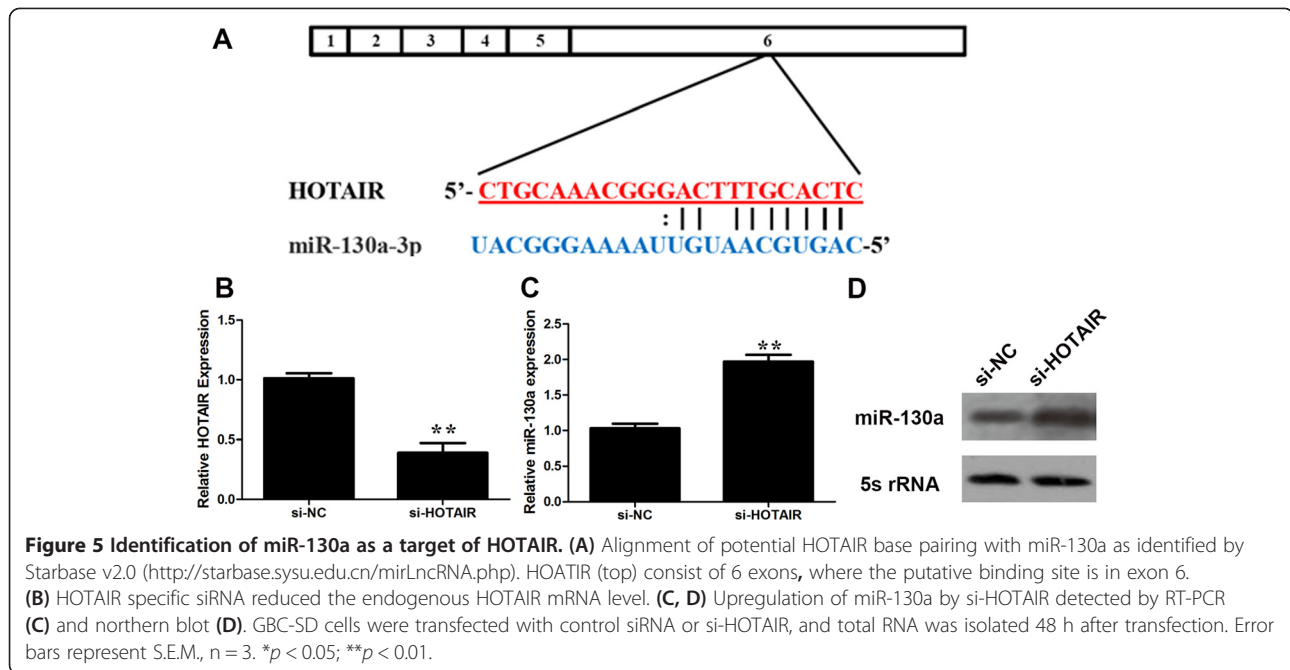 A
1 2 3 4 5 6
HOTAIR 5'- CTGCAAACGGGACTTTGCACTC
: | | | | | | | | |
miR-130a-3p UACGGGAAAAUUGUAACGUGAC-5'
B
Relative HOTAIR Expression
1.5
1.0
0.5
0.0
**
si-NC si-HOTAIR
C
Relative miR-130a expression
2.5
2.0
1.5
1.0
0.5
0.0
**
si-NC si-HOTAIR
D
si-NC si-HOTAIR
miR-130a
5s rRNA
Figure 5 Identification of miR-130a as a target of HOTAIR. (A) Alignment of potential HOTAIR base pairing with miR-130a as identified by
Starbase v2.0 (http://starbase.sysu.edu.cn/mirLncRNA.php). HOATIR (top) consist of 6 exons, where the putative binding site is in exon 6.
(B) HOTAIR specific siRNA reduced the endogenous HOTAIR mRNA level. (C, D) Upregulation of miR-130a by si-HOTAIR detected by RT-PCR
(C) and northern blot (D). GBC-SD cells were transfected with control siRNA or si-HOTAIR, and total RNA was isolated 48 h after transfection. Error
bars represent S.E.M., n = 3. *p < 0.05; **p < 0.01.